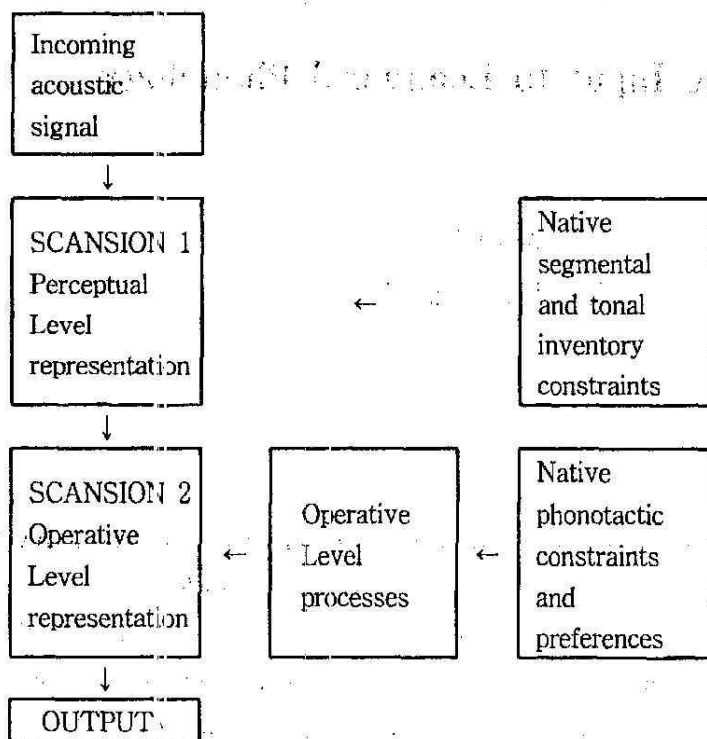 Incoming
acoustic
signal
↓
SCANSION 1
Perceptual
Level
representation
←
Native
segmental
and tonal
inventory
constraints
↓
SCANSION 2
Operative
Level
representation
←
Operative
Level
processes
←
Native
phonotactic
constraints
and
preferences
↓
OUTPUT